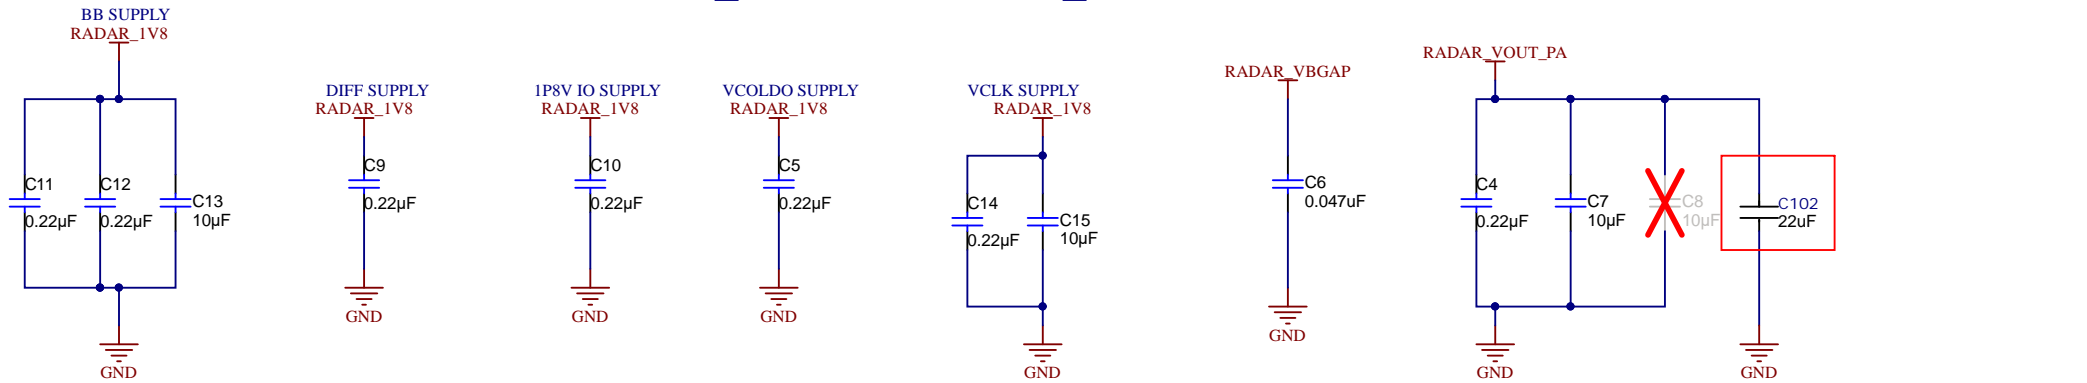 BB SUPPLY
RADAR_1V8
C11
0.22µF
C12
0.22µF
C13
10µF
GND
DIFF SUPPLY
RADAR_1V8
C9
0.22µF
GND
1P8V IO SUPPLY
RADAR_1V8
C10
0.22µF
GND
VCOLDO SUPPLY
RADAR_1V8
C5
0.22µF
GND
VCLK SUPPLY
RADAR_1V8
C14
0.22µF
C15
10µF
GND
RADAR_VBGAP
C6
0.047uF
GND
RADAR_VOUT_PA
C4
0.22µF
C7
10µF
C8
10µF
C102
22uF
GND
GND